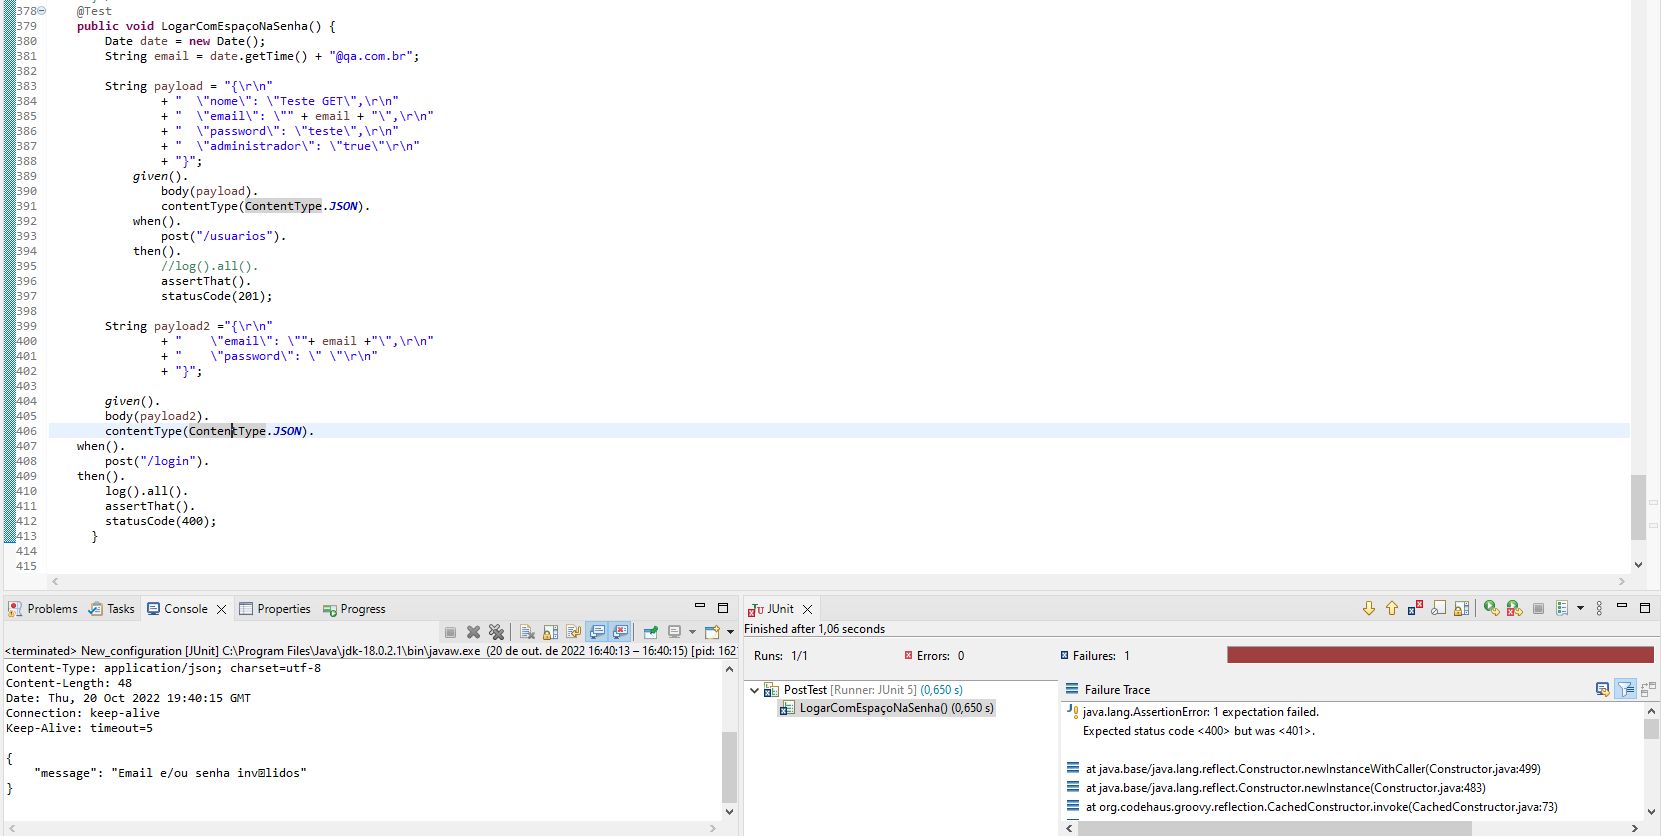 378 @Test
379 public void LogarComEspaçoNaSenha() {
380 Date date = new Date();
381 String email = date.getTime() + "@qa.com.br";
382
383 String payload = "{\r\n"
384 + " \"nome\": \"Teste GET\",\r\n"
385 + " \"email\": \"" + email + "\",\r\n"
386 + " \"password\": \"teste\",\r\n"
387 + " \"administrador\": \"true\"\r\n"
388 + "}";
389 given().
390 body(payload).
391 contentType(ContentType.JSON).
392 when().
393 post("/usuarios").
394 then().
395 //log().all().
396 assertThat().
397 statusCode(201);
398
399 String payload2 ="{\r\n"
400 + " \"email\": \""+ email +"\",\r\n"
401 + " \"password\": \" \"\r\n"
402 + "}";
403
404 given().
405 body(payload2).
406 contentType(ContentType.JSON).
407 when().
408 post("/login").
409 then().
410 log().all().
411 assertThat().
412 statusCode(400);
413 }
414
415
Problems Tasks Console Properties Progress
<terminated> New_configuration [JUnit] C:\Program Files\Java\jdk-18.0.2.1\bin\javaw.exe (20 de out. de 2022 16:40:13 – 16:40:15) [pid: 162
Content-Type: application/json; charset=utf-8
Content-Length: 48
Date: Thu, 20 Oct 2022 19:40:15 GMT
Connection: keep-alive
Keep-Alive: timeout=5
{
"message": "Email e/ou senha inv�lidos"
}
JUnit
Finished after 1,06 seconds
Runs: 1/1 Errors: 0 Failures: 1
PostTest [Runner: JUnit 5] (0,650 s)
LogarComEspaçoNaSenha() (0,650 s)
Failure Trace
java.lang.AssertionError: 1 expectation failed.
Expected status code <400> but was <401>.
at java.base/java.lang.reflect.Constructor.newInstanceWithCaller(Constructor.java:499)
at java.base/java.lang.reflect.Constructor.newInstance(Constructor.java:483)
at org.codehaus.groovy.reflection.CachedConstructor.invoke(CachedConstructor.java:73)